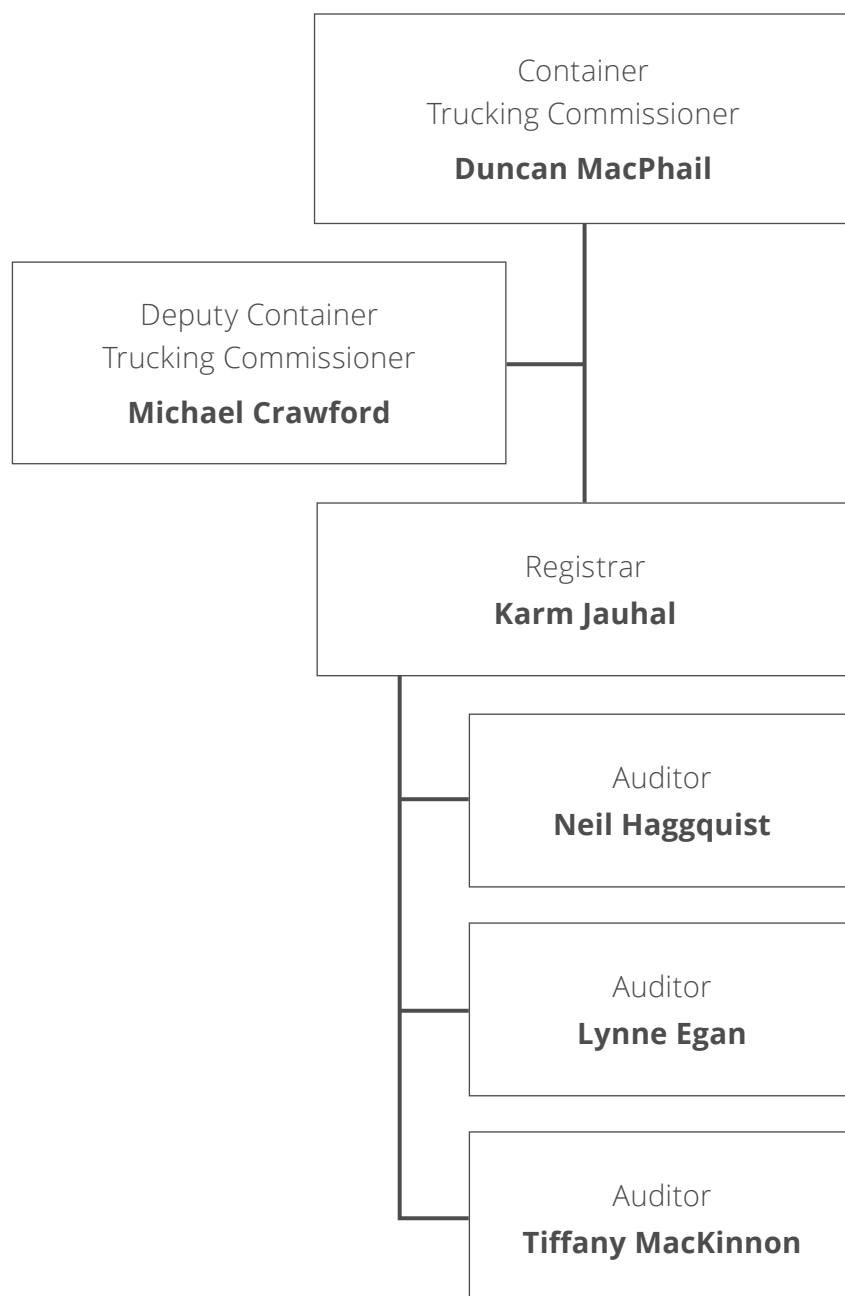 Container
Trucking Commissioner
Duncan MacPhail
Deputy Container
Trucking Commissioner
Michael Crawford
Registrar
Karm Jauhal
Auditor
Neil Haggquist
Auditor
Lynne Egan
Auditor
Tiffany MacKinnon